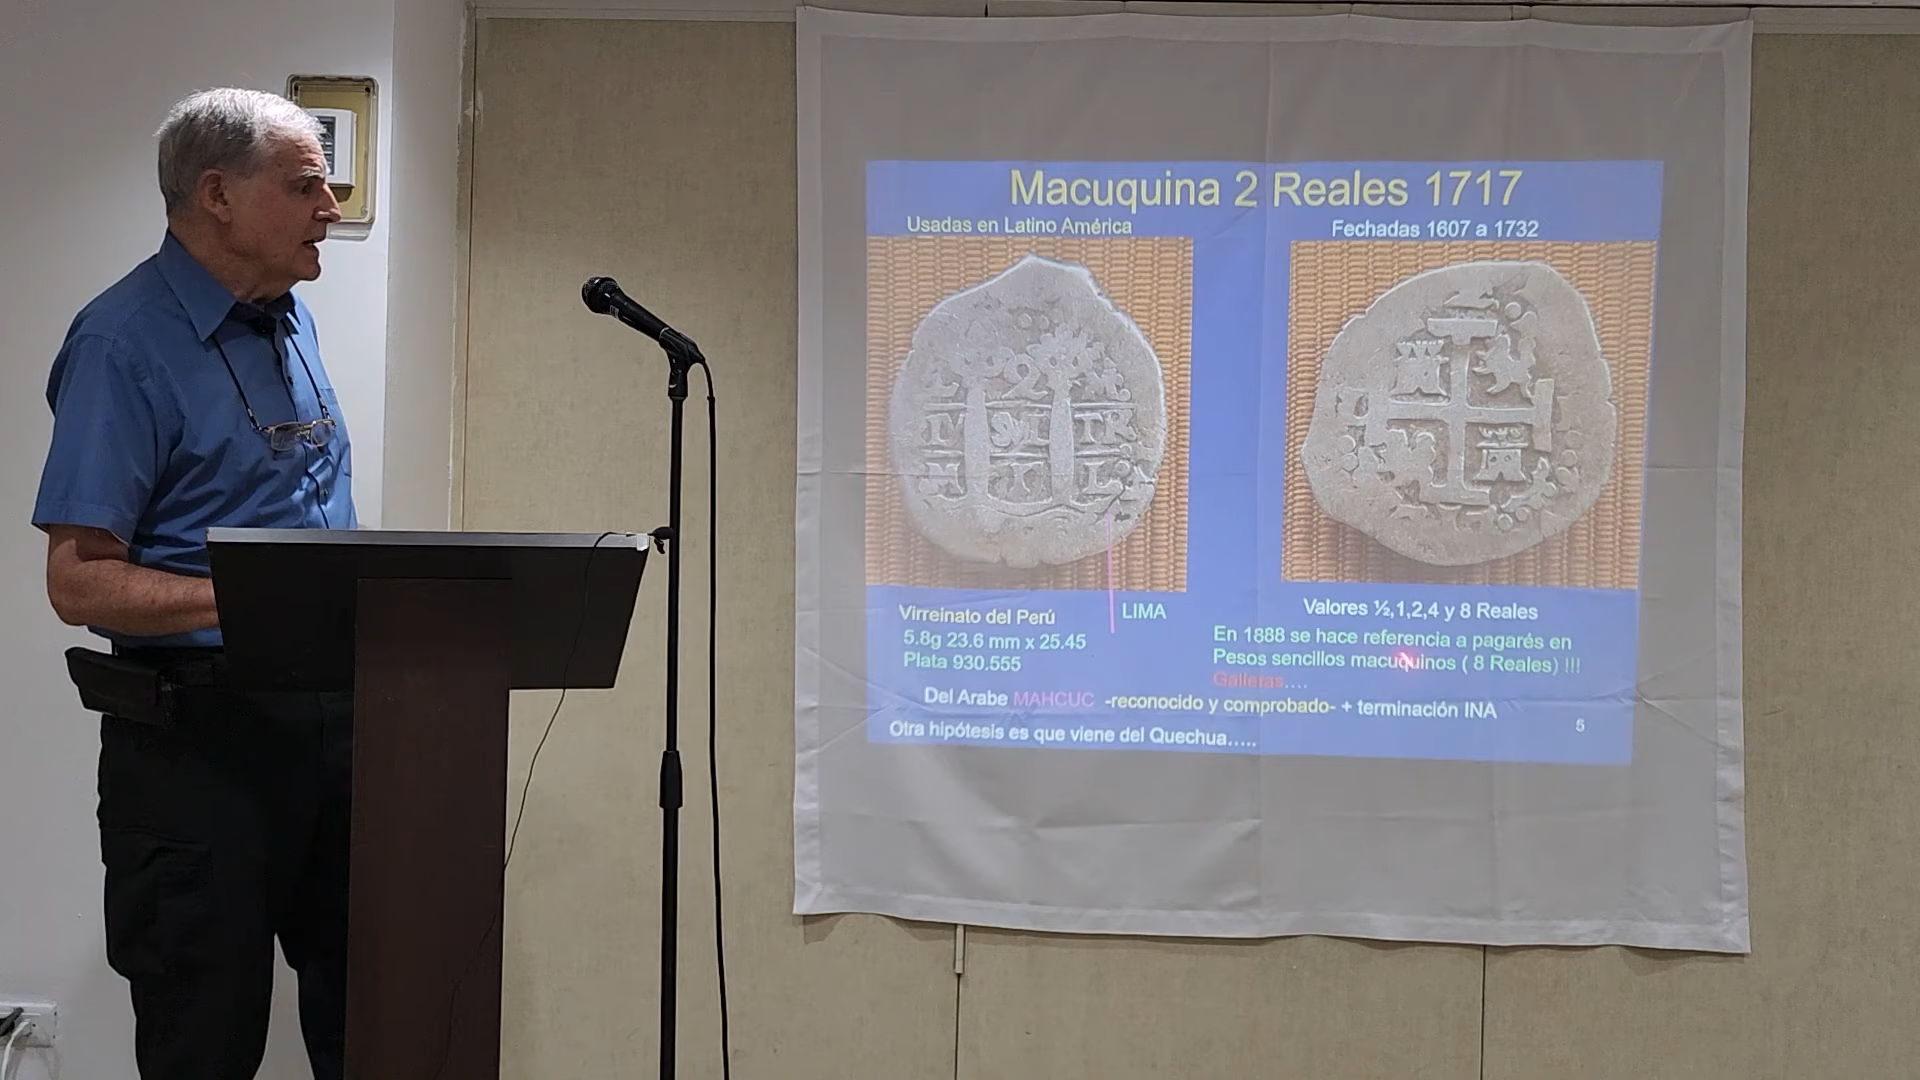 Macuquina 2 Reales 1717
Usadas en Latino América
Fechadas 1607 a 1732
2
TR
L
Virreinato del Perú
5.8g 23.6 mm x 25.45
Plata 930.555
LIMA
Valores ½,1,2,4 y 8 Reales
En 1888 se hace referencia a pagarés en
Pesos sencillos macuquinos ( 8 Reales) !!!
Galleras....
Del Arabe MAHCUC -reconocido y comprobado- + terminación INA
Otra hipótesis es que viene del Quechua.....
5